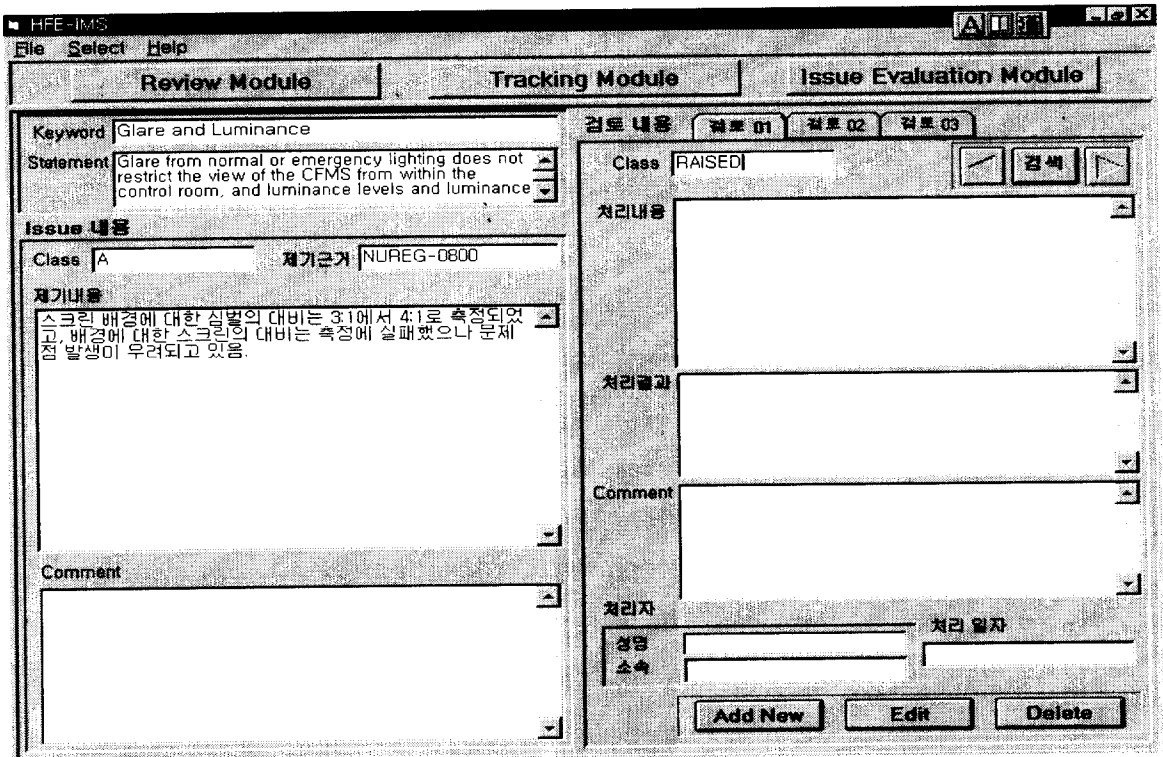 HFE-IMS
File Select Help
Review Module
Tracking Module
Issue Evaluation Module
Keyword Glare and Luminance
Statement Glare from normal or emergency lighting does not
restrict the view of the CFMS from within the
control room, and luminance levels and luminance
Issue 내용
Class A 제기근거 NUREG-0800
제기내용
스크린 배경에 대한 심벌의 대비는 3:1에서 4:1로 측정되었
고, 배경에 대한 스크린의 대비는 측정에 실패했으나 문제
점 발생이 우려되고 있음.
Comment
검토 내용 검토 01 검토 02 검토 03
Class RAISED 검색
처리내용
처리결과
Comment
처리자
성명
소속
처리 일자
Add New Edit Delete